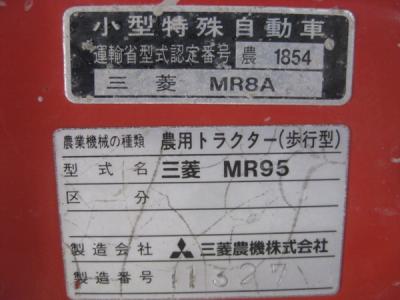 小型特殊自動車
運輸省型式認定番号 農 1854
三菱 MR8A
農業機械の種類 農用トラクター(歩行型)
型式名 三菱 MR95
区分
製造会社 三菱農機株式会社
製造番号 11327